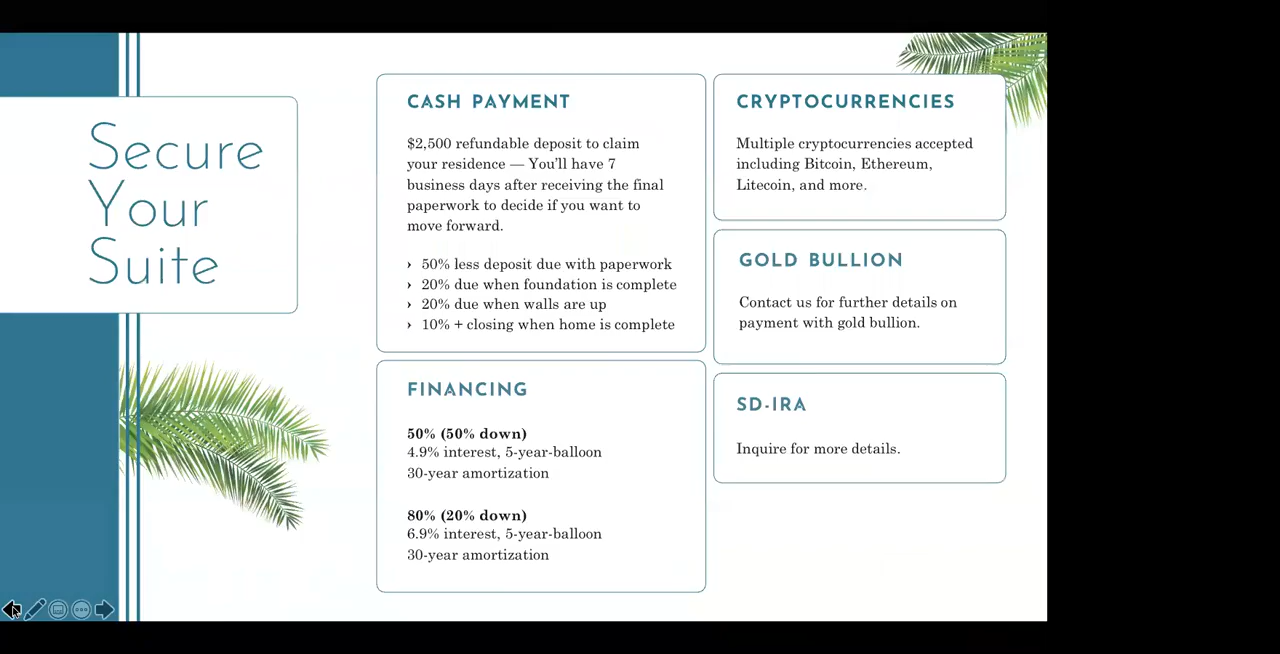 Secure
Your
Suite
CASH PAYMENT
$2,500 refundable deposit to claim
your residence — You'll have 7
business days after receiving the final
paperwork to decide if you want to
move forward.
› 50% less deposit due with paperwork
› 20% due when foundation is complete
› 20% due when walls are up
› 10% + closing when home is complete
FINANCING
50% (50% down)
4.9% interest, 5-year-balloon
30-year amortization
80% (20% down)
6.9% interest, 5-year-balloon
30-year amortization
CRYPTOCURRENCIES
Multiple cryptocurrencies accepted
including Bitcoin, Ethereum,
Litecoin, and more.
GOLD BULLION
Contact us for further details on
payment with gold bullion.
SD-IRA
Inquire for more details.